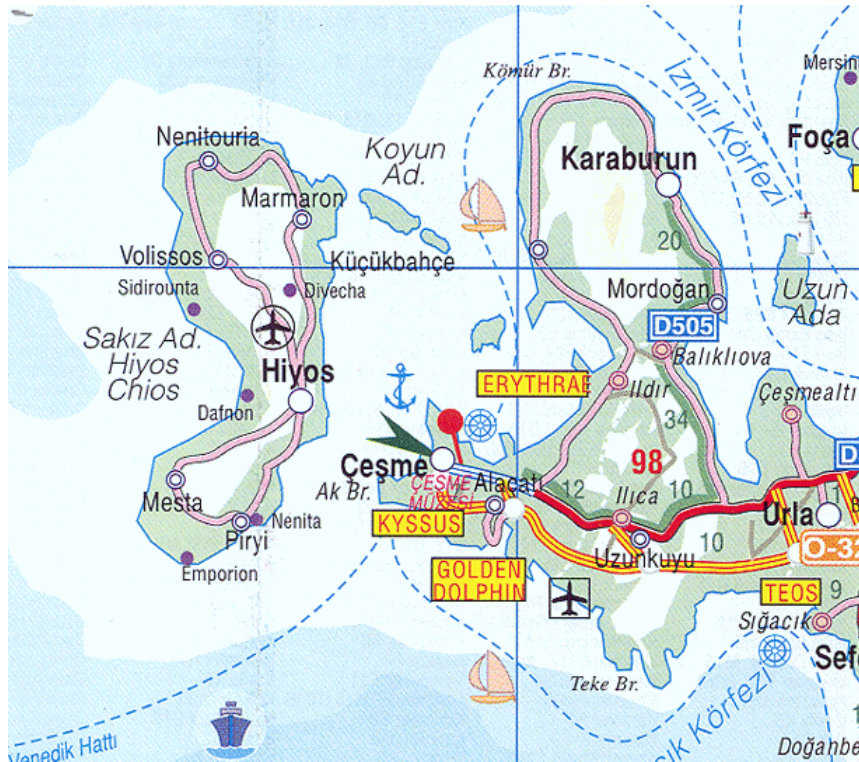 Kömür Br.
İzmir Körfezi
Mersin
Foça
Nenitouria
Koyun
Ad.
Karaburun
Marmaron
20
Volissos
Küçükbahçe
Sidirounta
Divecha
Mordoğan
Uzun
Ada
Sakız Ad.
Hiyos
Chios
D505
Balıklıova
Hiyos
ERYTHRAE
Ildır
Çeşmealtı
Dafnon
34
Çeşme
98
ÇEŞME
MÜZESİ
Ak Br.
Alaçatı
12
Ilıca
10
Mesta
KYSSUS
Urla
Nenita
Piryi
Uzunkuyu
10
O-32
Emporion
GOLDEN
DOLPHIN
TEOS
9
Sığacık
Sefe
Teke Br.
Venedik Hattı
cık Körfezi
Doğanbe